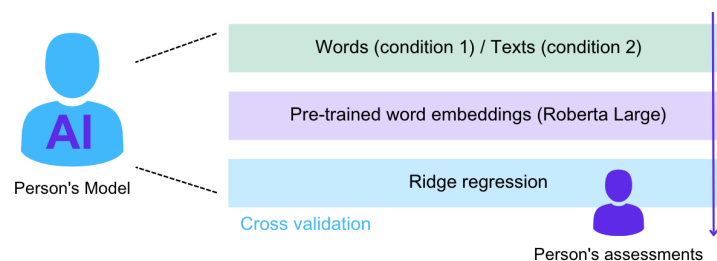 Words (condition 1) / Texts (condition 2)
Pre-trained word embeddings (Roberta Large)
AI
Person's Model
Ridge regression
Cross validation
Person's assessments